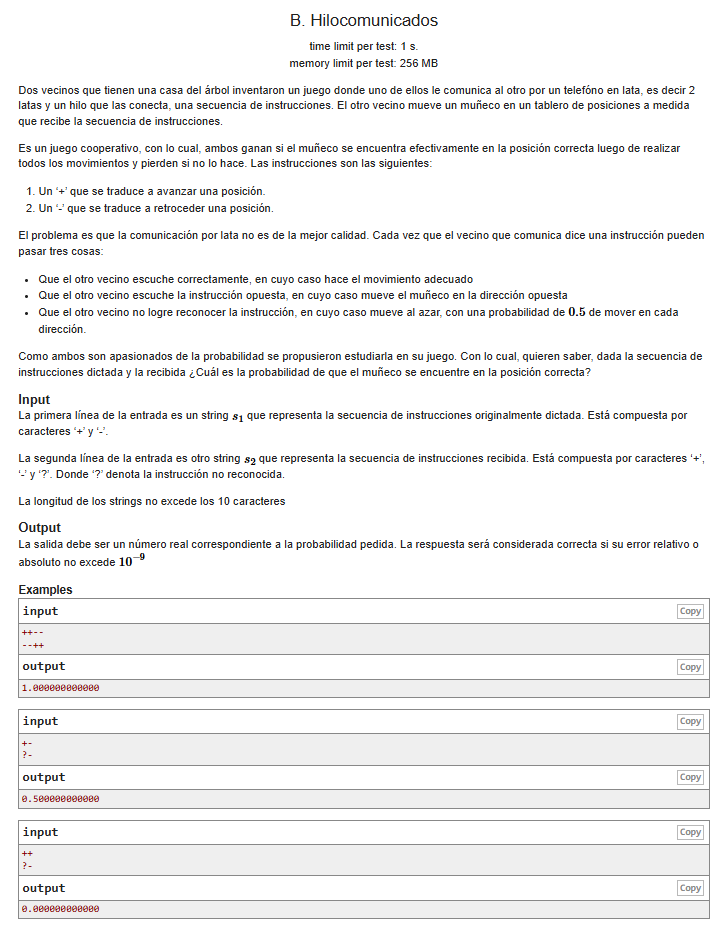 B. Hilocomunicados
time limit per test: 1 s.
memory limit per test: 256 MB
Dos vecinos que tienen una casa del árbol inventaron un juego donde uno de ellos le comunica al otro por un telefóno en lata, es decir 2
latas y un hilo que las conecta, una secuencia de instrucciones. El otro vecino mueve un muñeco en un tablero de posiciones a medida
que recibe la secuencia de instrucciones.
Es un juego cooperativo, con lo cual, ambos ganan si el muñeco se encuentra efectivamente en la posición correcta luego de realizar
todos los movimientos y pierden si no lo hace. Las instrucciones son las siguientes:
1. Un ‘+’ que se traduce a avanzar una posición.
2. Un ‘-’ que se traduce a retroceder una posición.
El problema es que la comunicación por lata no es de la mejor calidad. Cada vez que el vecino que comunica dice una instrucción pueden
pasar tres cosas:
• Que el otro vecino escuche correctamente, en cuyo caso hace el movimiento adecuado
• Que el otro vecino escuche la instrucción opuesta, en cuyo caso mueve el muñeco en la dirección opuesta
• Que el otro vecino no logre reconocer la instrucción, en cuyo caso mueve al azar, con una probabilidad de 0.5 de mover en cada
dirección.
Como ambos son apasionados de la probabilidad se propusieron estudiarla en su juego. Con lo cual, quieren saber, dada la secuencia de
instrucciones dictada y la recibida ¿Cuál es la probabilidad de que el muñeco se encuentre en la posición correcta?
Input
La primera línea de la entrada es un string s1 que representa la secuencia de instrucciones originalmente dictada. Está compuesta por
caracteres ‘+’ y ‘-’.
La segunda línea de la entrada es otro string s2 que representa la secuencia de instrucciones recibida. Está compuesta por caracteres ‘+’,
‘-’ y ‘?’. Donde ‘?’ denota la instrucción no reconocida.
La longitud de los strings no excede los 10 caracteres
Output
La salida debe ser un número real correspondiente a la probabilidad pedida. La respuesta será considerada correcta si su error relativo o
absoluto no excede 10^−9
Examples
input Copy
++--
--++
output Copy
1.000000000000
input Copy
+-
?-
output Copy
0.500000000000
input Copy
++
?-
output Copy
0.000000000000